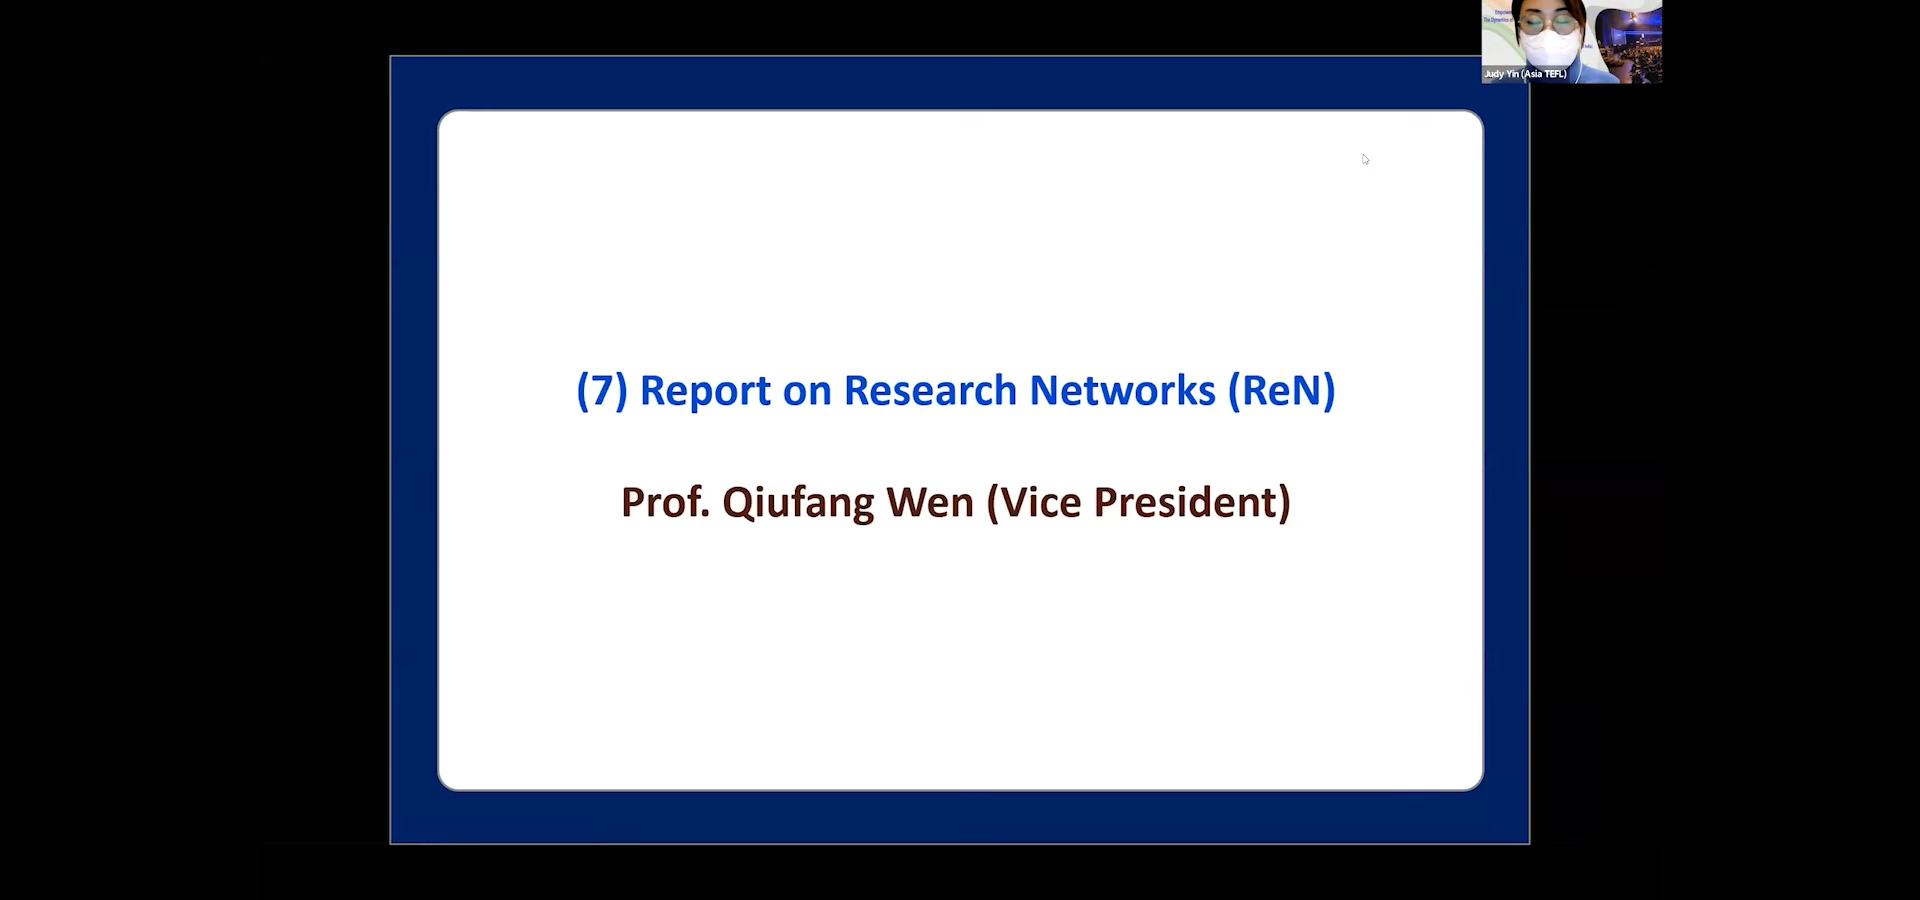 Judy Yin (Asia TEFL)
(7) Report on Research Networks (ReN)
Prof. Qiufang Wen (Vice President)